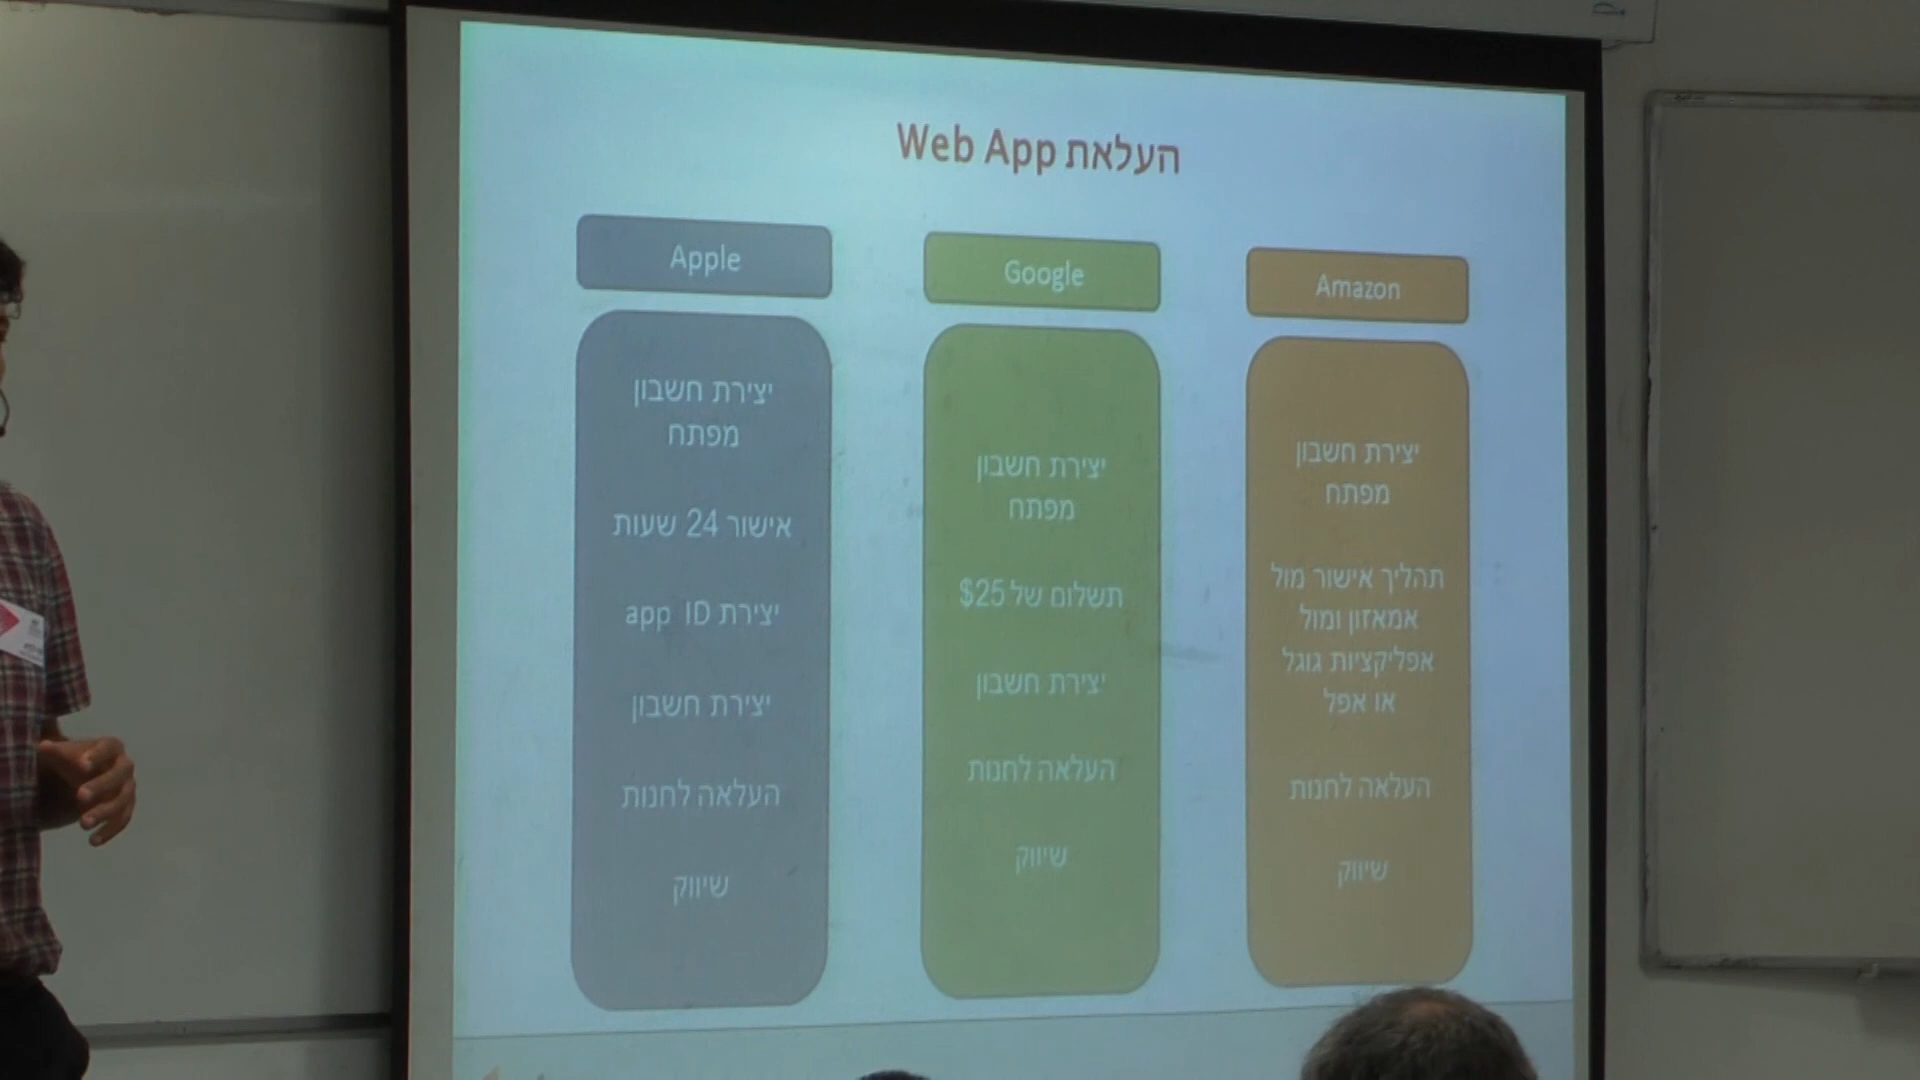 העלאת Web App
Apple
יצירת חשבון
מפתח
אישור 24 שעות
יצירת app ID
יצירת חשבון
העלאה לחנות
שיווק
Google
יצירת חשבון
מפתח
תשלום של 25$
יצירת חשבון
העלאה לחנות
שיווק
Amazon
יצירת חשבון
מפתח
תהליך אישור מול
אמאזון ומול
אפליקציות גוגל
או אפל
העלאה לחנות
שיווק